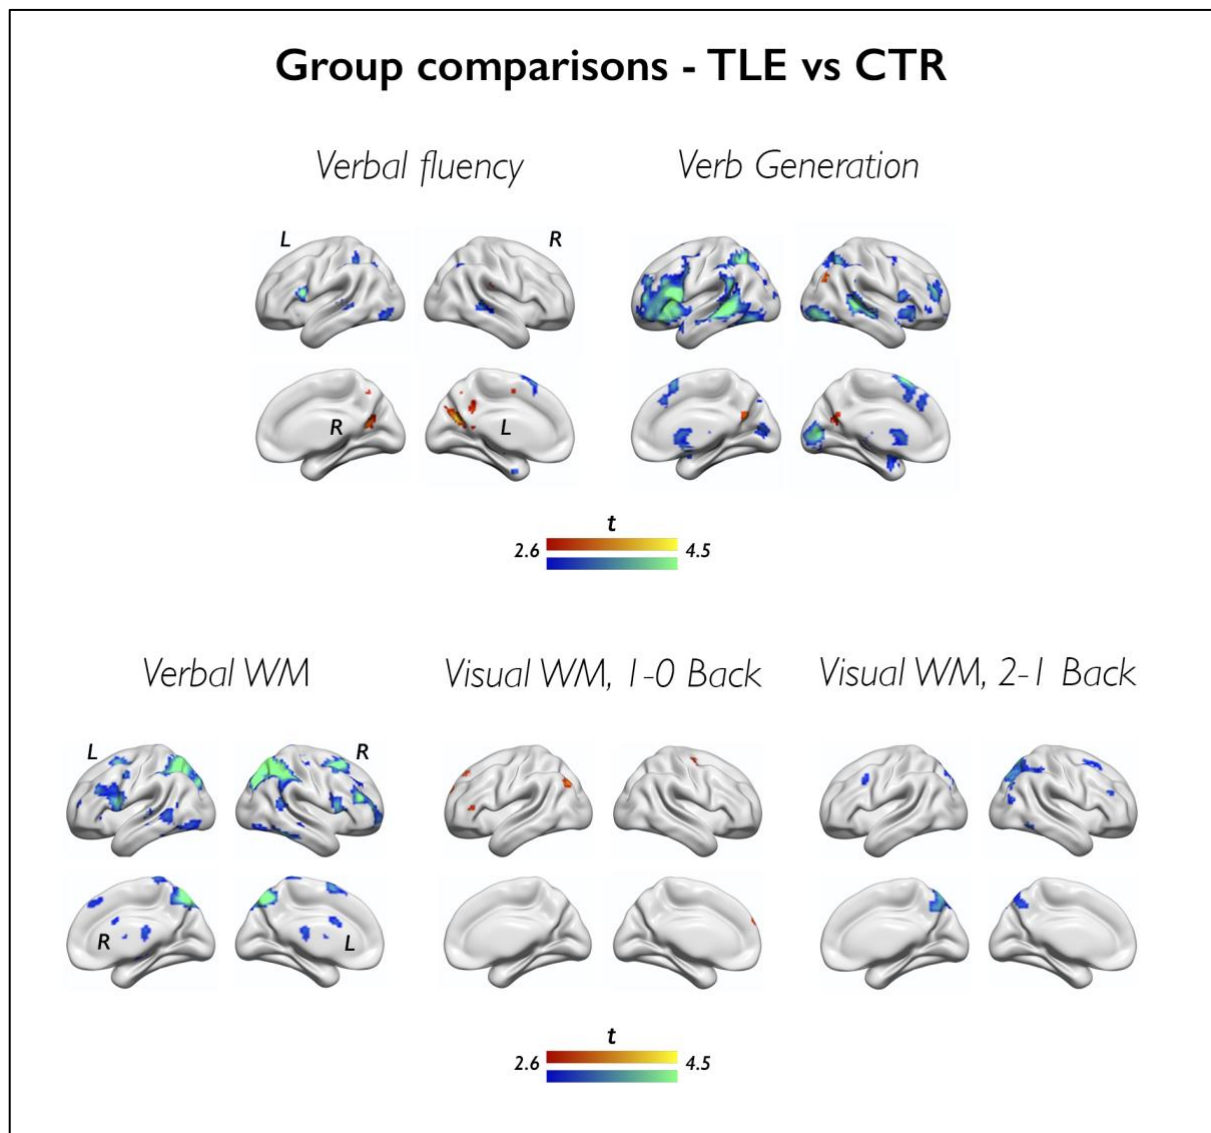 Group comparisons - TLE vs CTR
Verbal fluency
Verb Generation
L
R
R
L
t
2.6
4.5
Verbal WM
Visual WM, 1-0 Back
Visual WM, 2-1 Back
L
R
R
L
t
2.6
4.5